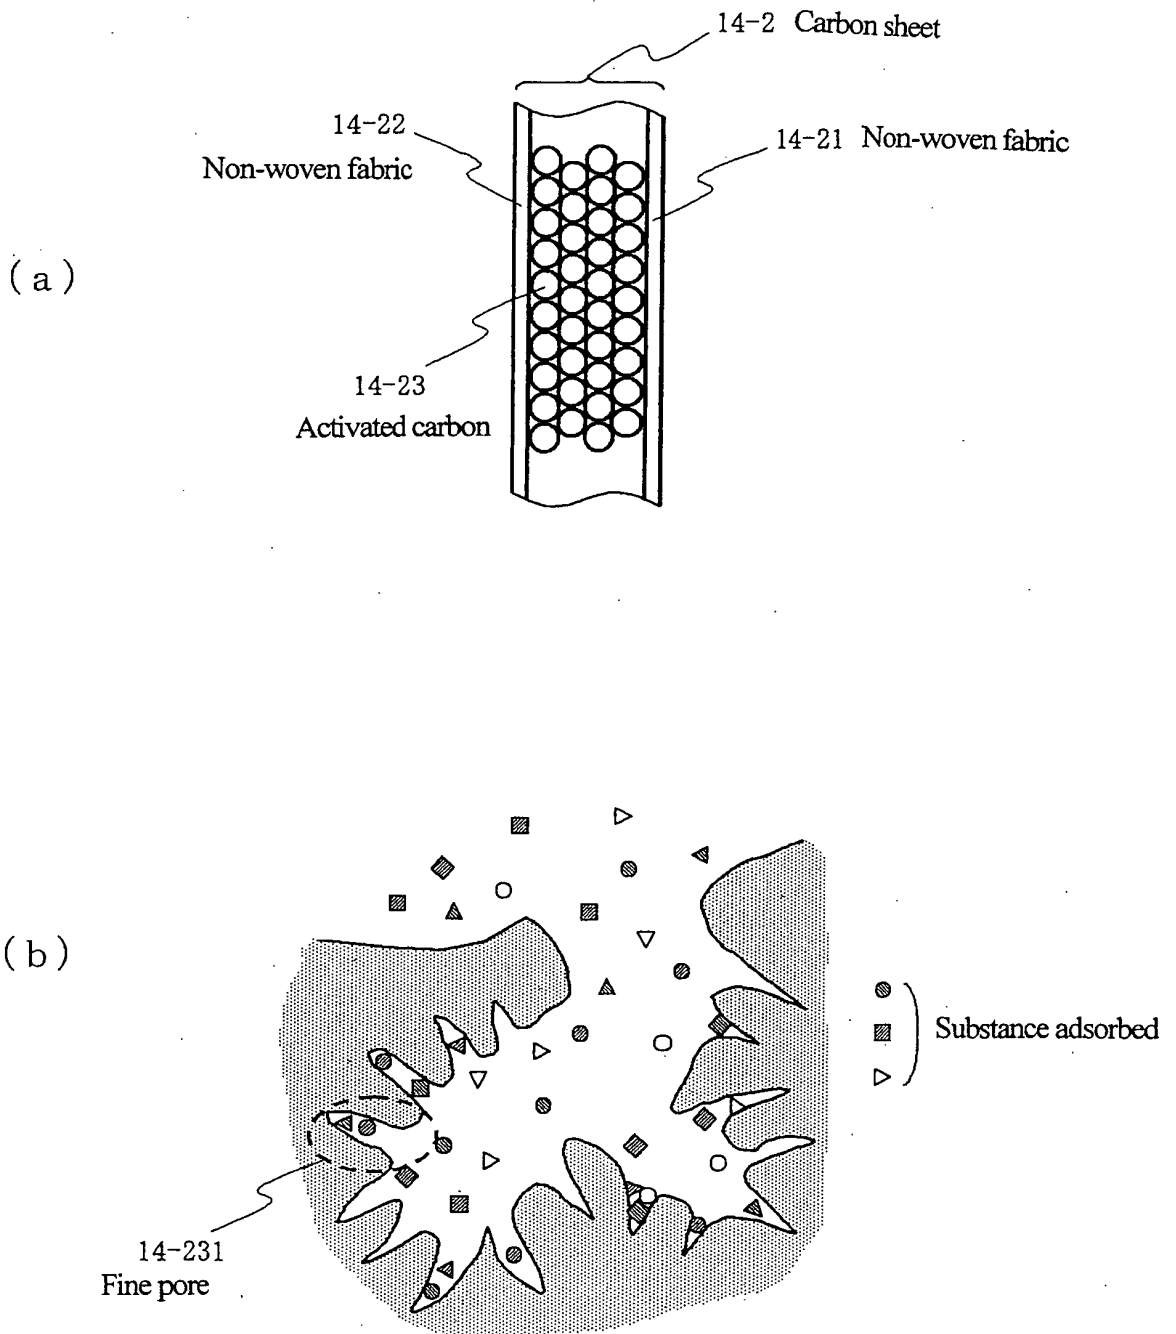 14-2 Carbon sheet
14-22
Non-woven fabric
14-21 Non-woven fabric
(a)
14-23
Activated carbon
(b)
Substance adsorbed
14-231
Fine pore